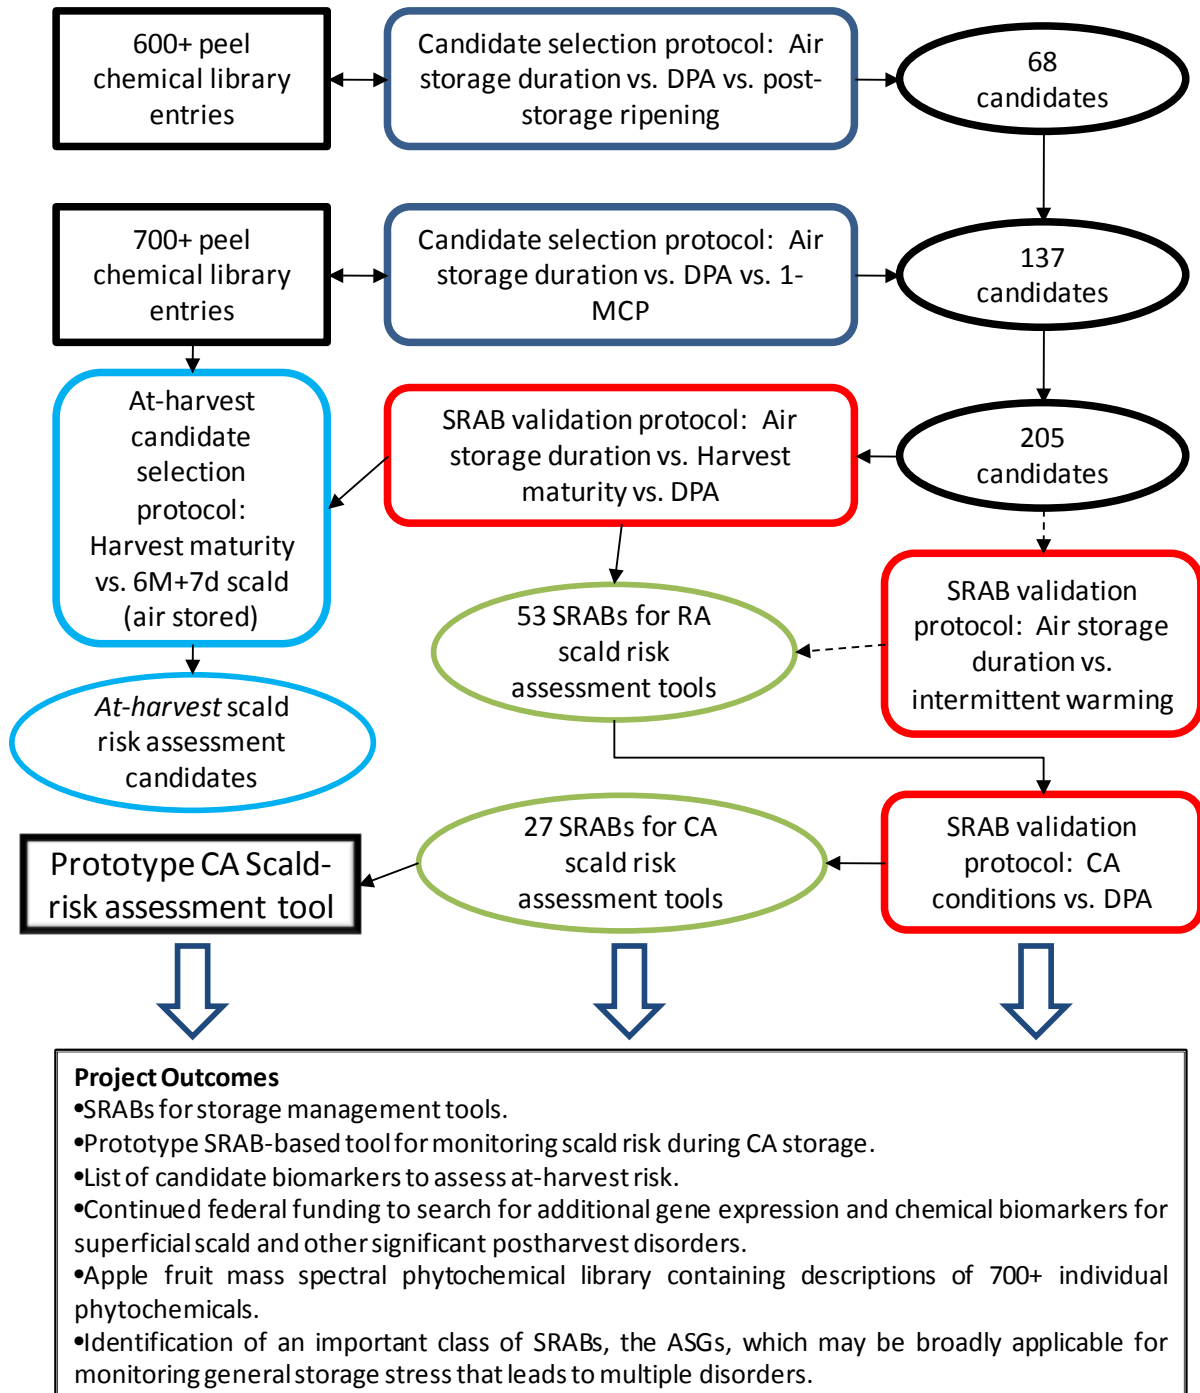 600+ peel
chemical library
entries
Candidate selection protocol: Air
storage duration vs. DPA vs. post-
storage ripening
68
candidates
700+ peel
chemical library
entries
Candidate selection protocol: Air
storage duration vs. DPA vs. 1-
MCP
137
candidates
At-harvest
candidate
selection
protocol:
Harvest maturity
vs. 6M+7d scald
(air stored)
SRAB validation protocol: Air
storage duration vs. Harvest
maturity vs. DPA
205
candidates
SRAB validation
protocol: Air storage
duration vs.
intermittent warming
53 SRABs for RA
scald risk
assessment tools
At-harvest scald
risk assessment
candidates
Prototype CA Scald-
risk assessment tool
27 SRABs for CA
scald risk
assessment tools
SRAB validation
protocol: CA
conditions vs. DPA
Project Outcomes
•SRABs for storage management tools.
•Prototype SRAB-based tool for monitoring scald risk during CA storage.
•List of candidate biomarkers to assess at-harvest risk.
•Continued federal funding to search for additional gene expression and chemical biomarkers for
superficial scald and other significant postharvest disorders.
•Apple fruit mass spectral phytochemical library containing descriptions of 700+ individual
phytochemicals.
•Identification of an important class of SRABs, the ASGs, which may be broadly applicable for
monitoring general storage stress that leads to multiple disorders.